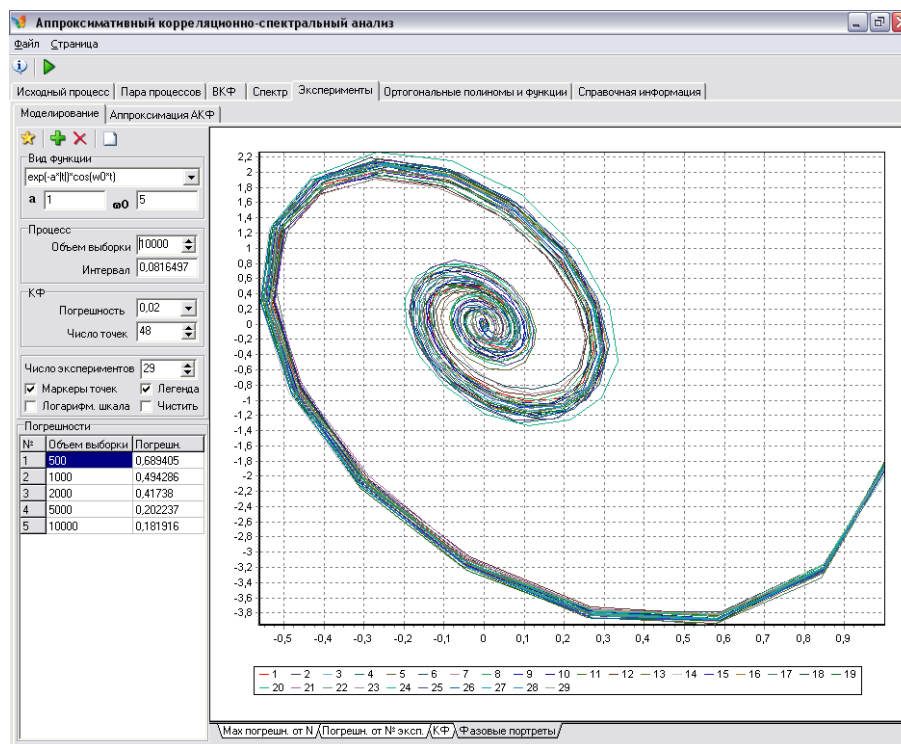 Аппроксимативный корреляционно-спектральный анализ
Файл Страница
Исходный процесс Пара процессов ВКФ Спектр Эксперименты Ортогональные полиномы и функции Справочная информация
Моделирование Аппроксимация АКФ
Вид функции
exp(-a*|t|)*cos(w0*t)
a 1 ω0 5
Процесс
Объем выборки 10000
Интервал 0,0816497
КФ
Погрешность 0,02
Число точек 48
Число экспериментов 29
Маркеры точек Легенда
Логарифм. шкала Чистить
Погрешности
№ Объем выборки Погрешн.
1 500 0,689405
2 1000 0,494286
3 2000 0,41738
4 5000 0,202237
5 10000 0,181916
2,2
2
1,8
1,6
1,4
1,2
1
0,8
0,6
0,4
0,2
0
-0,2
-0,4
-0,6
-0,8
-1
-1,2
-1,4
-1,6
-1,8
-2
-2,2
-2,4
-2,6
-2,8
-3
-3,2
-3,4
-3,6
-3,8
-0,5 -0,4 -0,3 -0,2 -0,1 0 0,1 0,2 0,3 0,4 0,5 0,6 0,7 0,8 0,9
1 2 3 4 5 6 7 8 9 10 11 12 13 14 15 16 17 18 19
20 21 22 23 24 25 26 27 28 29
Max погрешн. от N Погрешн. от № эксп. КФ Фазовые портреты